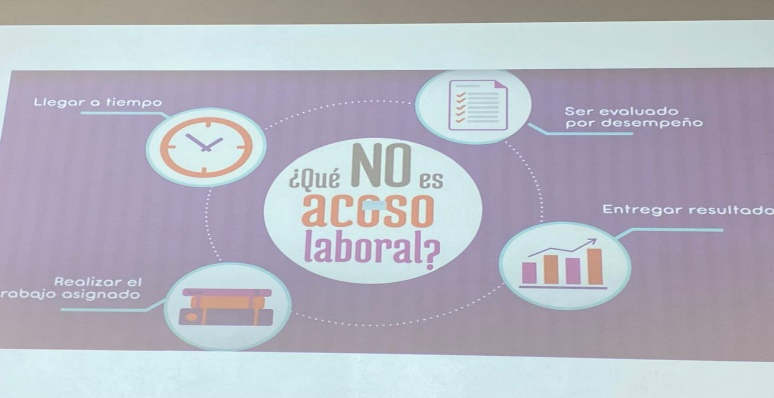 Llegar a tiempo
Ser evaluado
por desempeño
¿Qué NO es
acoso
laboral?
Entregar resultado
Realizar el
rabajo asignado